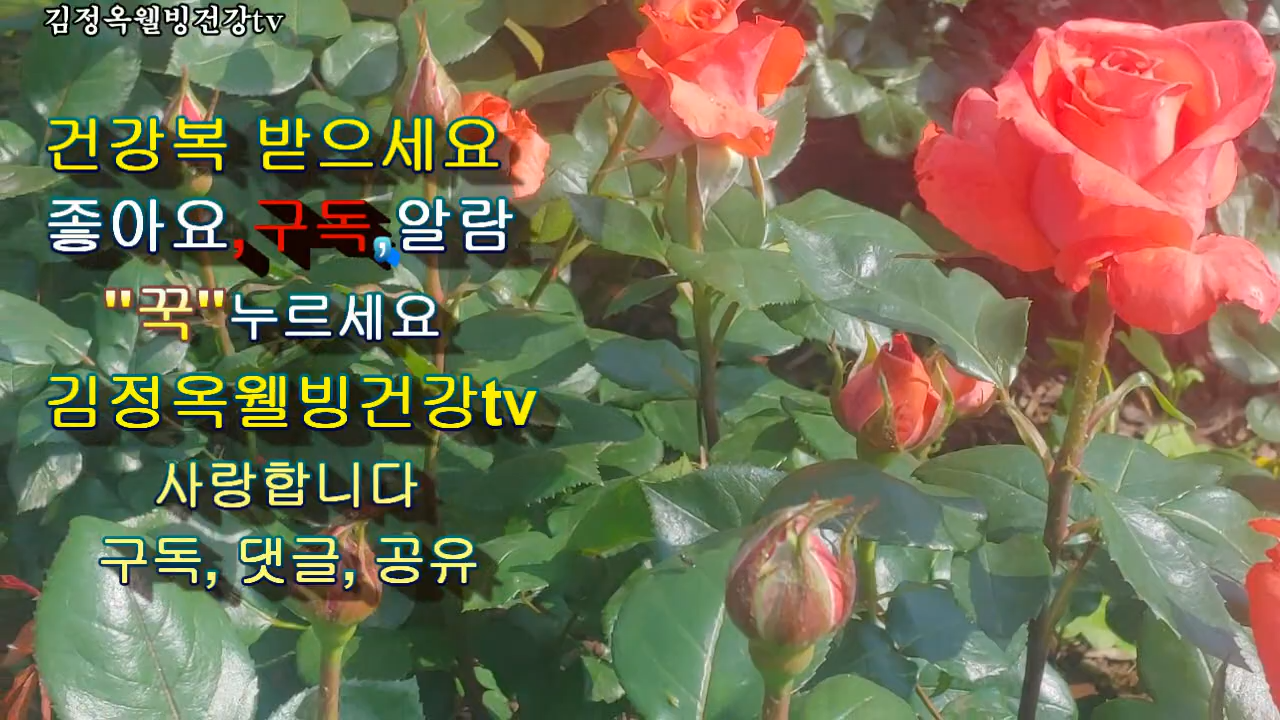 김정옥웰빙건강tv
건강복 받으세요
좋아요,구독,알람
"꾹"누르세요
김정옥웰빙건강tv
사랑합니다
구독, 댓글, 공유